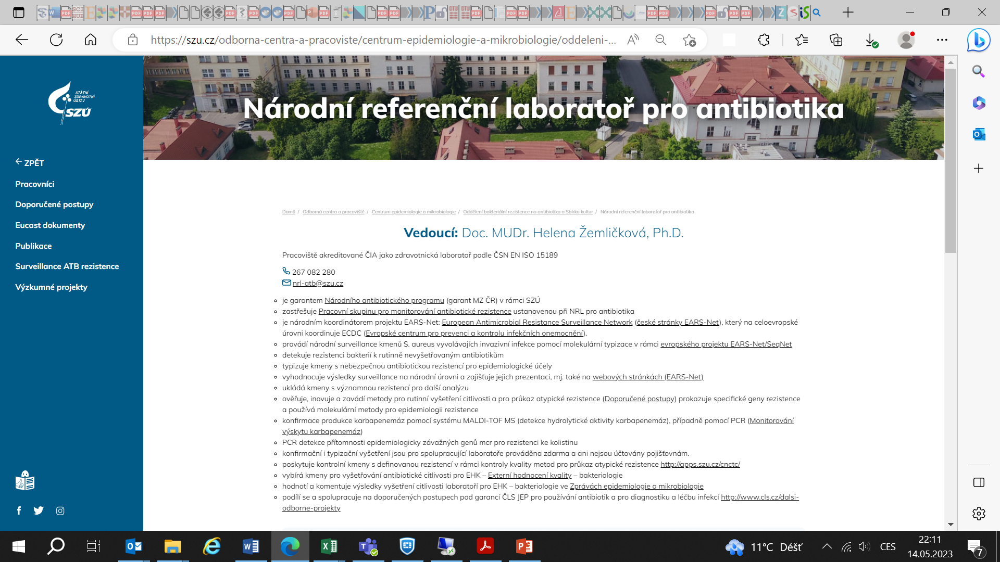 https://szu.cz/odborna-centra-a-pracoviste/centrum-epidemiologie-a-mikrobiologie/oddeleni-...
STÁTNÍ
ZDRAVOTNÍ
ÚSTAV
SZÚ
Národní referenční laboratoř pro antibiotika
ZPĚT
Pracovníci
Doporučené postupy
Eucast dokumenty
Publikace
Surveillance ATB rezistence
Výzkumné projekty
Domů / Odborná centra a pracoviště / Centrum epidemiologie a mikrobiologie / Oddělení bakteriální rezistence na antibiotika a Sbírka kultur / Národní referenční laboratoř pro antibiotika
Vedoucí: Doc. MUDr. Helena Žemličková, Ph.D.
Pracoviště akreditované ČIA jako zdravotnická laboratoř podle ČSN EN ISO 15189
267 082 280
nrl-atb@szu.cz
je garantem Národního antibiotického programu (garant MZ ČR) v rámci SZÚ
zastřešuje Pracovní skupinu pro monitorování antibiotické rezistence ustanovenou při NRL pro antibiotika
je národním koordinátorem projektu EARS-Net: European Antimicrobial Resistance Surveillance Network (české stránky EARS-Net), který na celoevropské
úrovni koordinuje ECDC (Evropské centrum pro prevenci a kontrolu infekčních onemocnění).
provádí národní surveillance kmenů S. aureus vyvolávajích invazivní infekce pomocí molekulární typizace v rámci evropského projektu EARS-Net/SeqNet
detekuje rezistenci bakterií k rutinně nevyšetřovaným antibiotikům
typizuje kmeny s nebezpečnou antibiotickou rezistencí pro epidemiologické účely
vyhodnocuje výsledky surveillance na národní úrovni a zajišťuje jejich prezentaci, mj. také na webových stránkách (EARS-Net)
ukládá kmeny s významnou rezistencí pro další analýzu
ověřuje, inovuje a zavádí metody pro rutinní vyšetření citlivosti a pro průkaz atypické rezistence (Doporučené postupy) prokazuje specifické geny rezistence
a používá molekulární metody pro epidemiologii rezistence
konfirmace produkce karbapenemáz pomocí systému MALDI-TOF MS (detekce hydrolytické aktivity karbapenemáz), případně pomocí PCR (Monitorování
výskytu karbapenemáz)
PCR detekce přítomnosti epidemiologicky závažných genů mcr pro rezistenci ke kolistinu
konfirmační i typizační vyšetření jsou pro spolupracující laboratoře prováděna zdarma a ani nejsou účtovány pojišťovnám.
poskytuje kontrolní kmeny s definovanou rezistencí v rámci kontroly kvality metod pro průkaz atypické rezistence http://apps.szu.cz/cnctc/
vybírá kmeny pro vyšetřování antibiotické citlivosti pro EHK – Externí hodnocení kvality – bakteriologie
hodnotí a komentuje výsledky vyšetření citlivosti laboratoří pro EHK – bakteriologie ve Zprávách epidemiologie a mikrobiologie
podílí se a spolupracuje na doporučených postupech pod garancí ČLS JEP pro používání antibiotik a pro diagnostiku a léčbu infekcí http://www.cls.cz/dalsi-
odborne-projekty
11°C Déšť
CES
22:11
14.05.2023
7